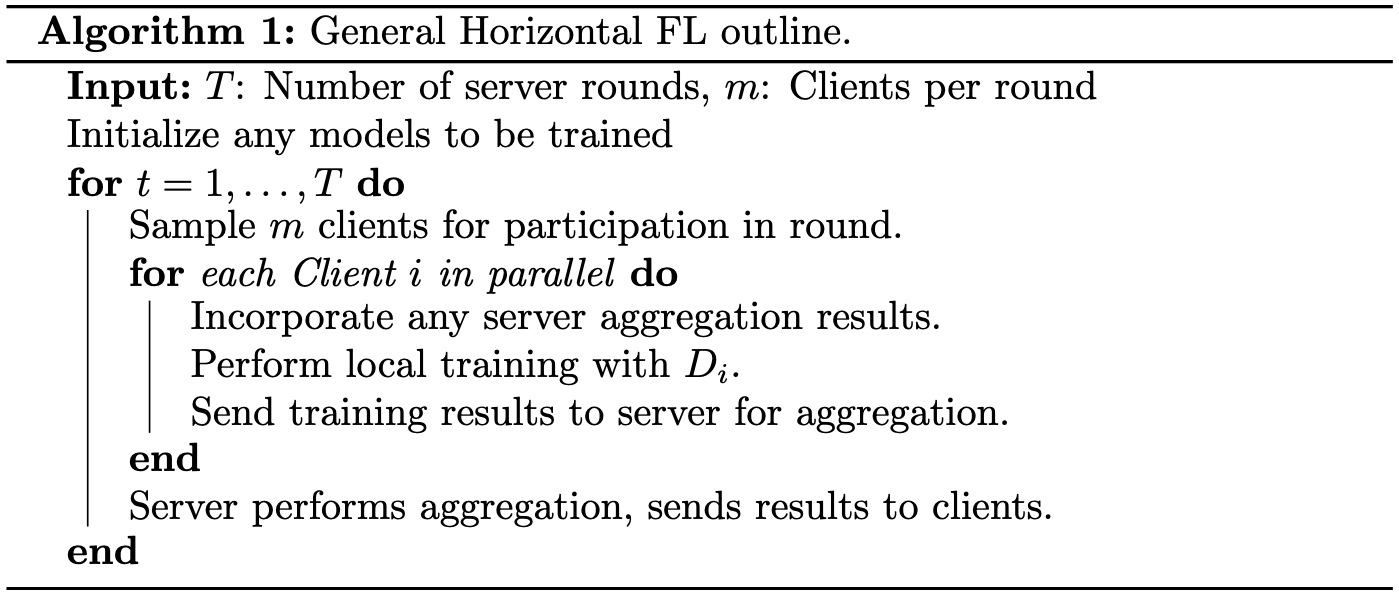 Algorithm 1: General Horizontal FL outline.
Input: T: Number of server rounds, m: Clients per round
Initialize any models to be trained
for t = 1, . . . , T do
Sample m clients for participation in round.
for each Client i in parallel do
Incorporate any server aggregation results.
Perform local training with Dᵢ.
Send training results to server for aggregation.
end
Server performs aggregation, sends results to clients.
end